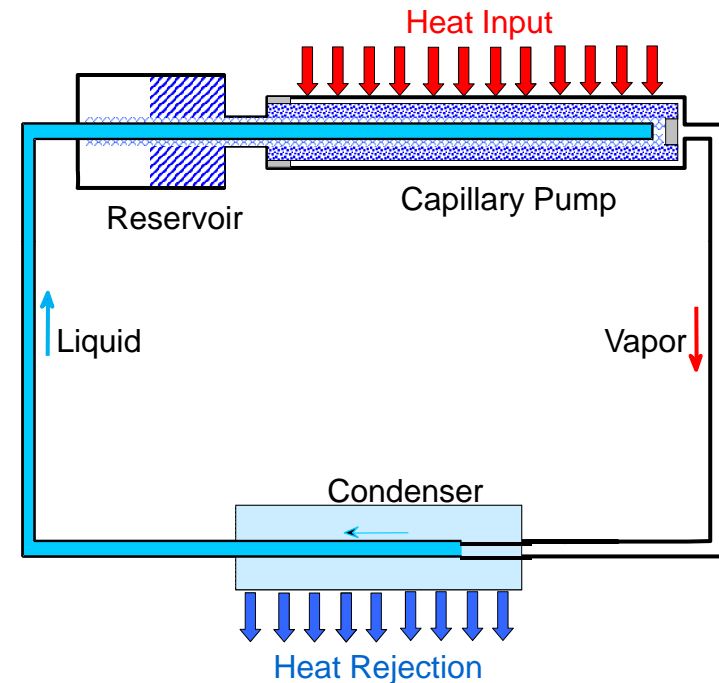 Heat Input
Reservoir
Capillary Pump
Liquid
Vapor
Condenser
Heat Rejection